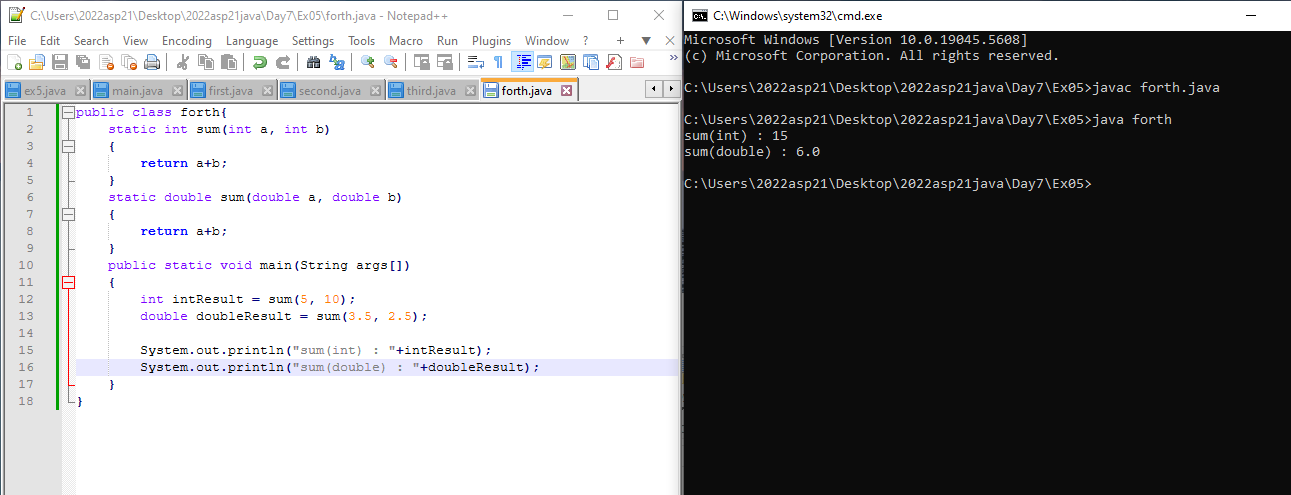 C:\Users\2022asp21\Desktop\2022asp21java\Day7\Ex05\forth.java - Notepad++
File Edit Search View Encoding Language Settings Tools Macro Run Plugins Window ? + ▼ X
ex5.java main.java first.java second.java third.java forth.java
1 public class forth{
2 static int sum(int a, int b)
3 {
4 return a+b;
5 }
6 static double sum(double a, double b)
7 {
8 return a+b;
9 }
10 public static void main(String args[])
11 {
12 int intResult = sum(5, 10);
13 double doubleResult = sum(3.5, 2.5);
14
15 System.out.println("sum(int) : "+intResult);
16 System.out.println("sum(double) : "+doubleResult);
17 }
18 }
C:\Windows\system32\cmd.exe
Microsoft Windows [Version 10.0.19045.5608]
(c) Microsoft Corporation. All rights reserved.
C:\Users\2022asp21\Desktop\2022asp21java\Day7\Ex05>javac forth.java
C:\Users\2022asp21\Desktop\2022asp21java\Day7\Ex05>java forth
sum(int) : 15
sum(double) : 6.0
C:\Users\2022asp21\Desktop\2022asp21java\Day7\Ex05>